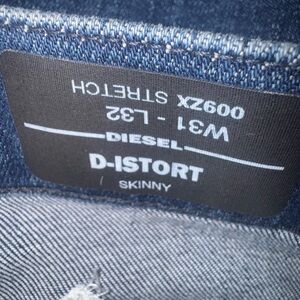 009ZX STRETCH
W31 - L32
DIESEL
D-ISTORT
SKINNY